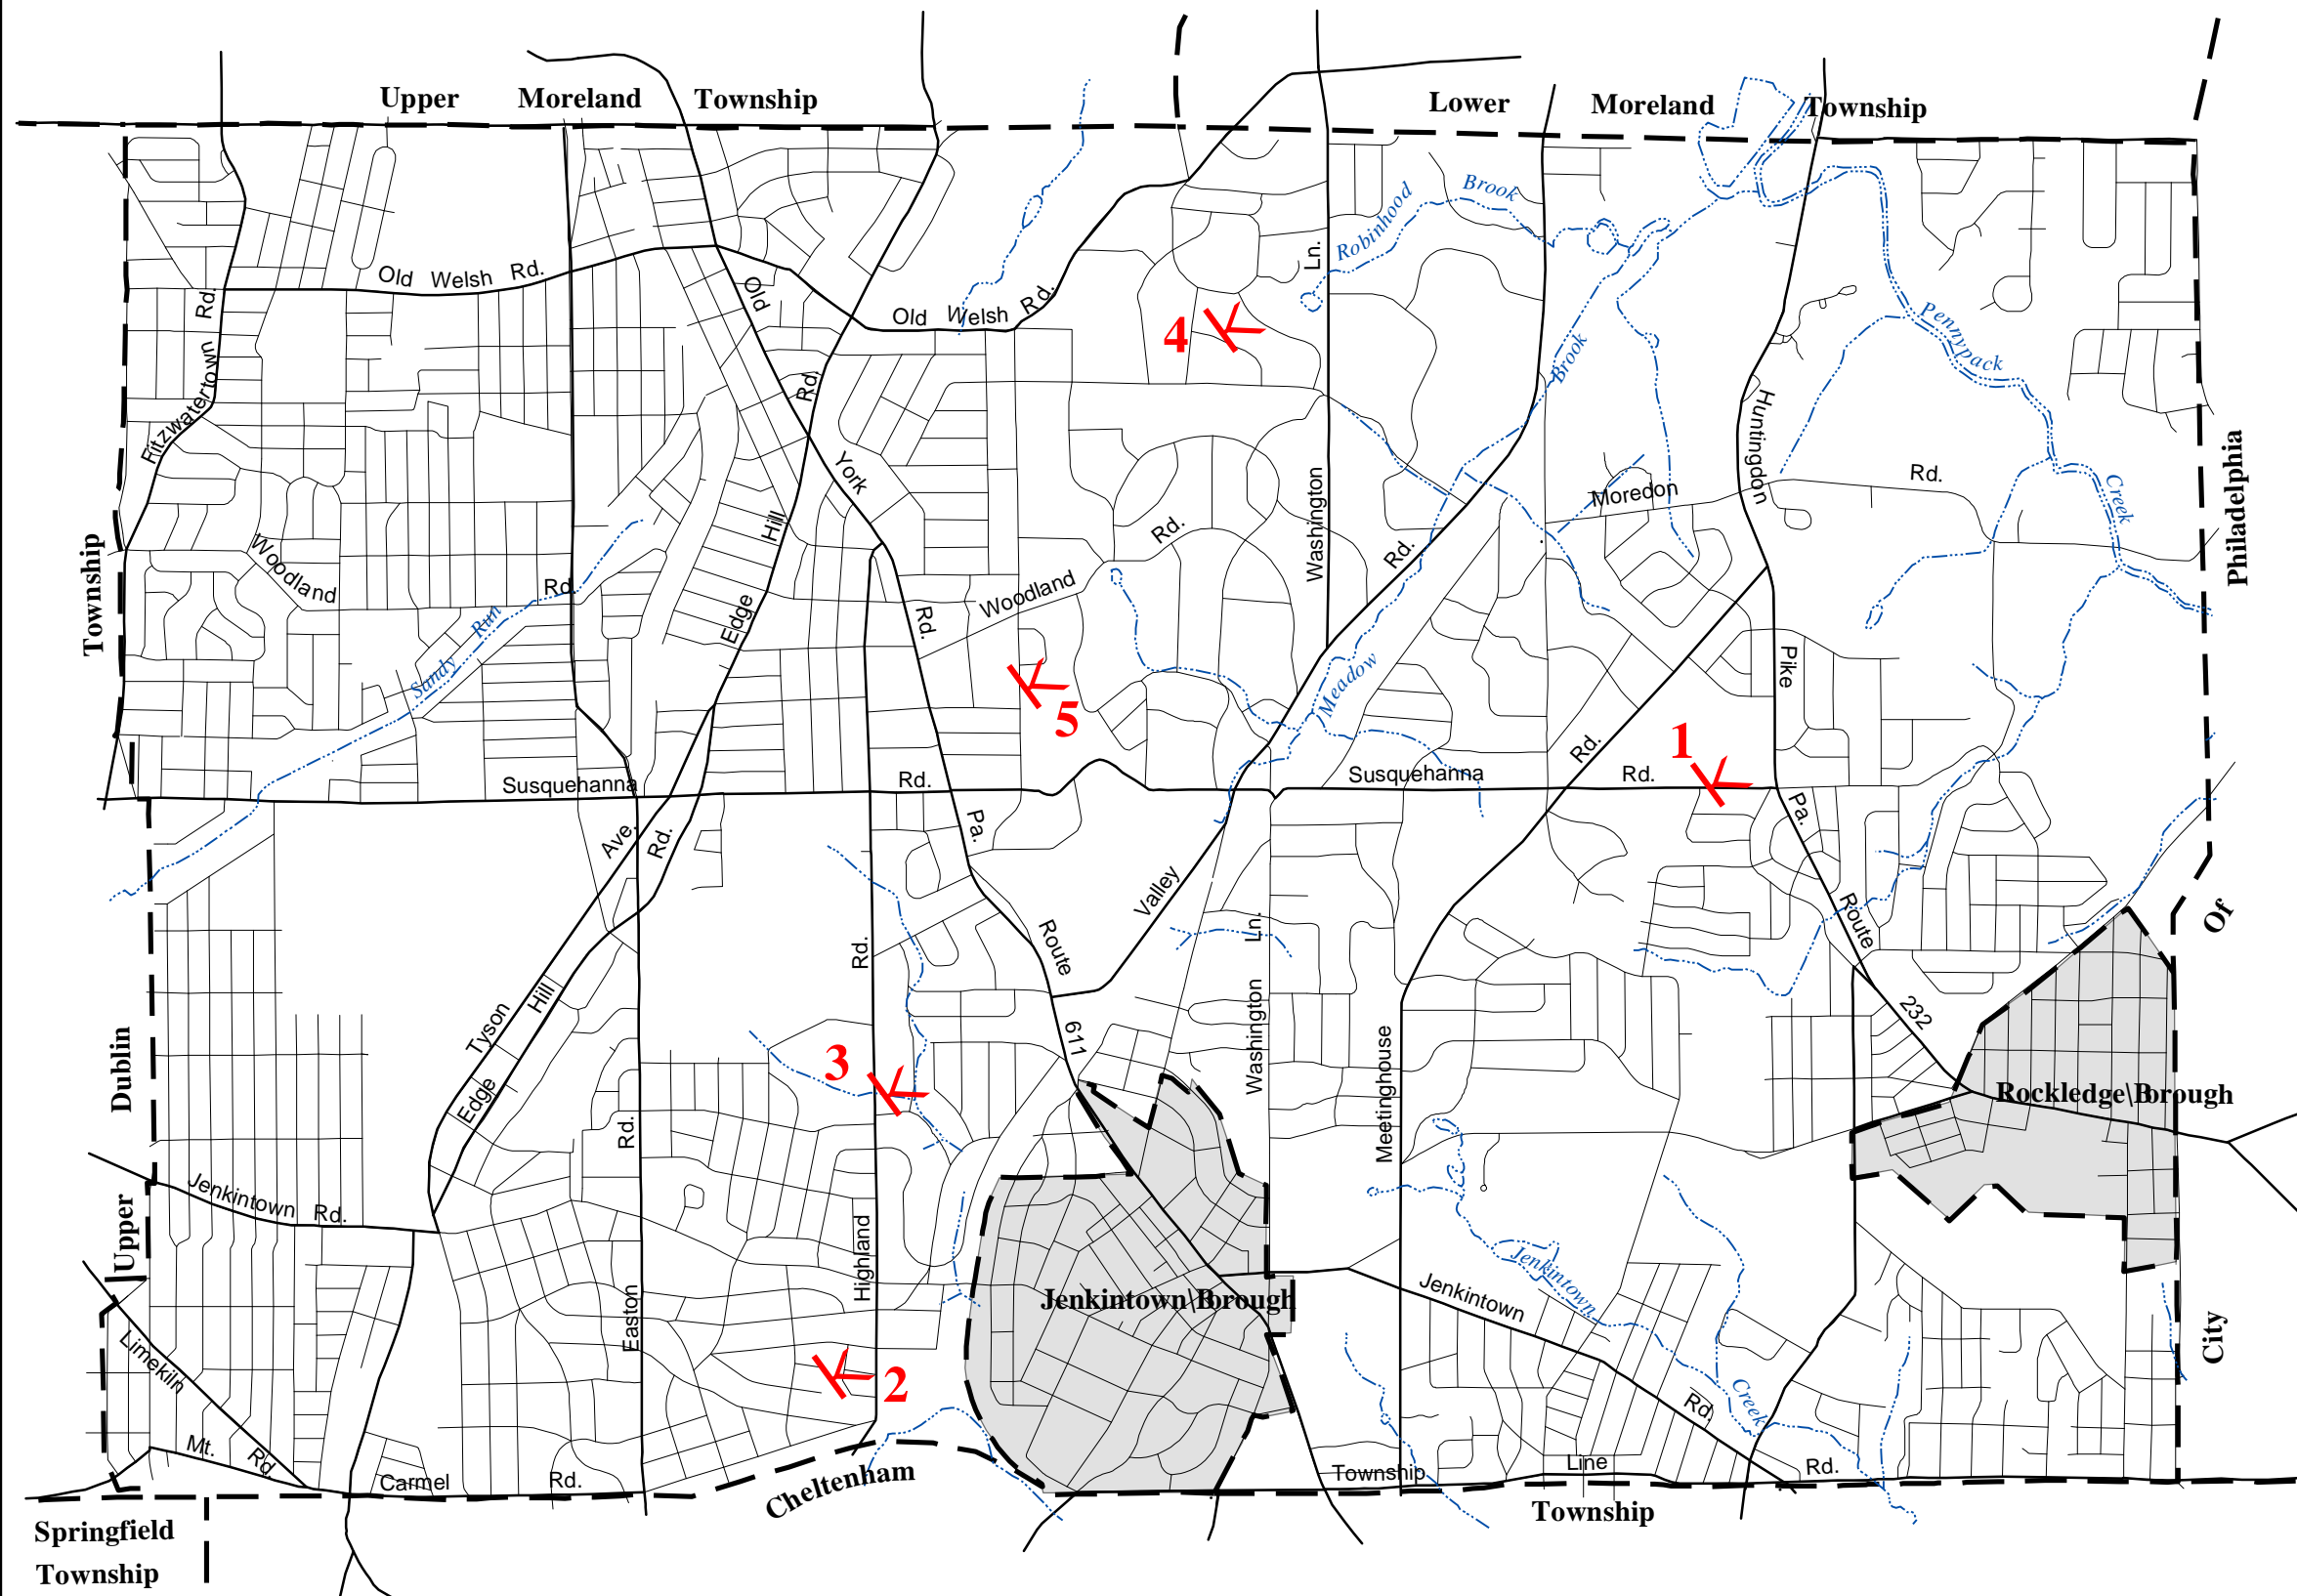 Upper Moreland Township
Lower Moreland Township
Robinhood Brook
Old Welsh Rd.
Old
Old Welsh Rd.
Ln.
Rd.
4 K
Pennypack
Fitzwatertown
Rd.
Brook
Huntingdon
York
Rd.
Moredon
Creek
Philadelphia
Washington
Hill
Rd.
Rd.
Township
Woodland
Rd.
Woodland
Edge
Rd.
Sandy Run
Meadow
Pike
K 5
1 K
Rd.
Susquehanna
Rd.
Susquehanna
Rd.
Pa.
Pa.
Ave.
Rd.
Valley
Route
Of
Ln.
Rd.
Route
Hill
Tyson
Washington
232
611
Dublin
3 K
Edge
Meetinghouse
Rockledge\Borough
Rd.
Jenkintown Rd.
Upper
Highland
Jenkintown
Jenkintown\Borough
Jenkintown
Easton
City
Limekiln
K 2
Rd.
Creek
Mt.
Rd.
Carmel
Rd.
Cheltenham
Township
Line
Rd.
Township
Springfield
Township